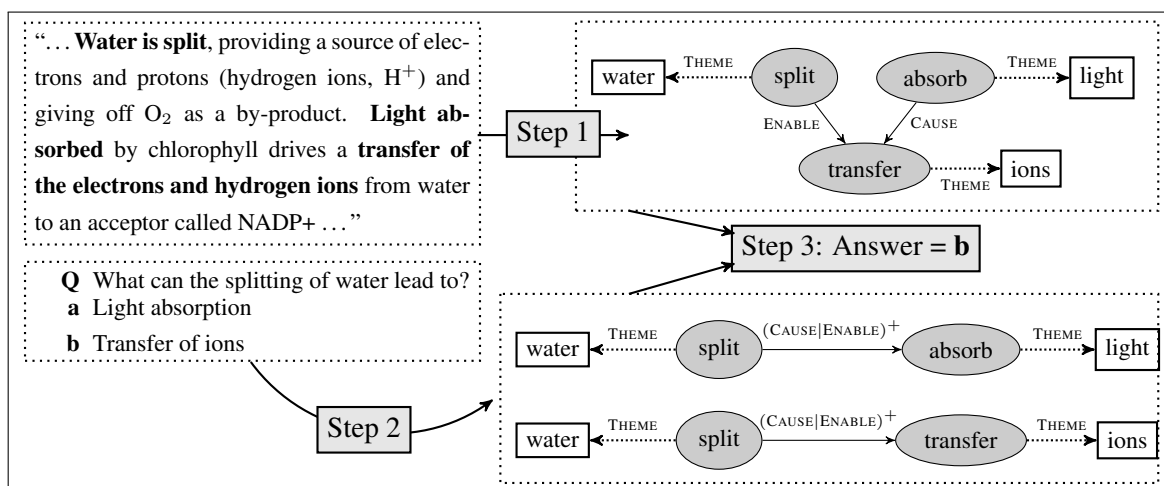 “... Water is split, providing a source of elec-
trons and protons (hydrogen ions, H+) and
giving off O2 as a by-product. Light ab-
sorbed by chlorophyll drives a transfer of
the electrons and hydrogen ions from water
to an acceptor called NADP+ ...”
Step 1
water THEME split absorb THEME light
ENABLE CAUSE
transfer THEME ions
Step 3: Answer = b
Q What can the splitting of water lead to?
a Light absorption
b Transfer of ions
Step 2
water THEME split (CAUSE|ENABLE)+ absorb THEME light
water THEME split (CAUSE|ENABLE)+ transfer THEME ions